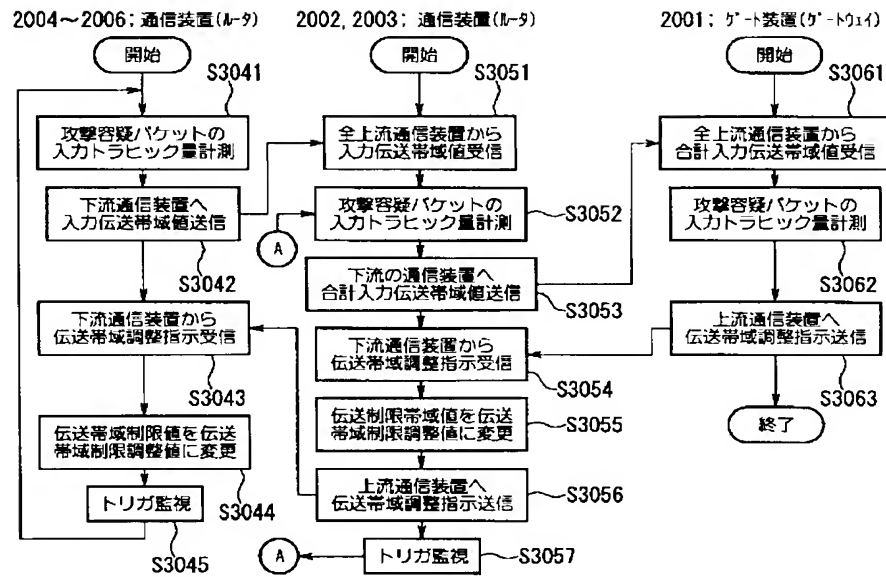 2004～2006: 通信装置(ルータ)
開始
S3041
攻撃容疑パケットの
入力トラヒック量計測
下流通信装置へ
入力伝送帯域値送信
S3042
下流通信装置から
伝送帯域調整指示受信
S3043
伝送帯域制限値を伝送
帯域制限調整値に変更
S3044
トリガ監視
S3045
2002, 2003: 通信装置(ルータ)
開始
S3051
全上流通信装置から
入力伝送帯域値受信
A
攻撃容疑パケットの
入力トラヒック量計測
S3052
下流の通信装置へ
合計入力伝送帯域値送信
S3053
下流通信装置から
伝送帯域調整指示受信
S3054
伝送制限帯域値を伝送
帯域制限調整値に変更
S3055
上流通信装置へ
伝送帯域調整指示送信
S3056
A
トリガ監視
S3057
2001: ゲート装置(ゲートウェイ)
開始
S3061
全上流通信装置から
合計入力伝送帯域値受信
攻撃容疑パケットの
入力トラヒック量計測
S3062
上流通信装置へ
伝送帯域調整指示送信
S3063
終了